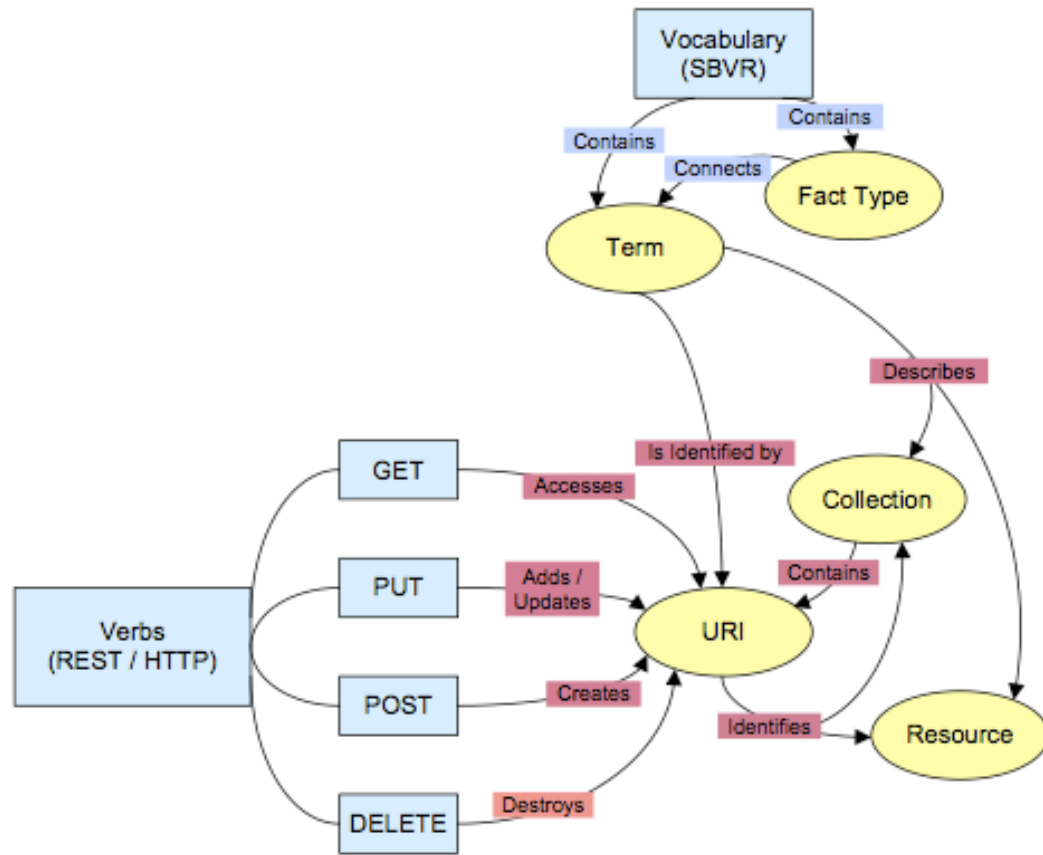 Vocabulary
(SBVR)
Contains
Contains
Connects
Fact Type
Term
Describes
Is Identified by
GET
Accesses
Collection
PUT
Adds /
Updates
Contains
Verbs
(REST / HTTP)
URI
POST
Creates
Identifies
Resource
DELETE
Destroys